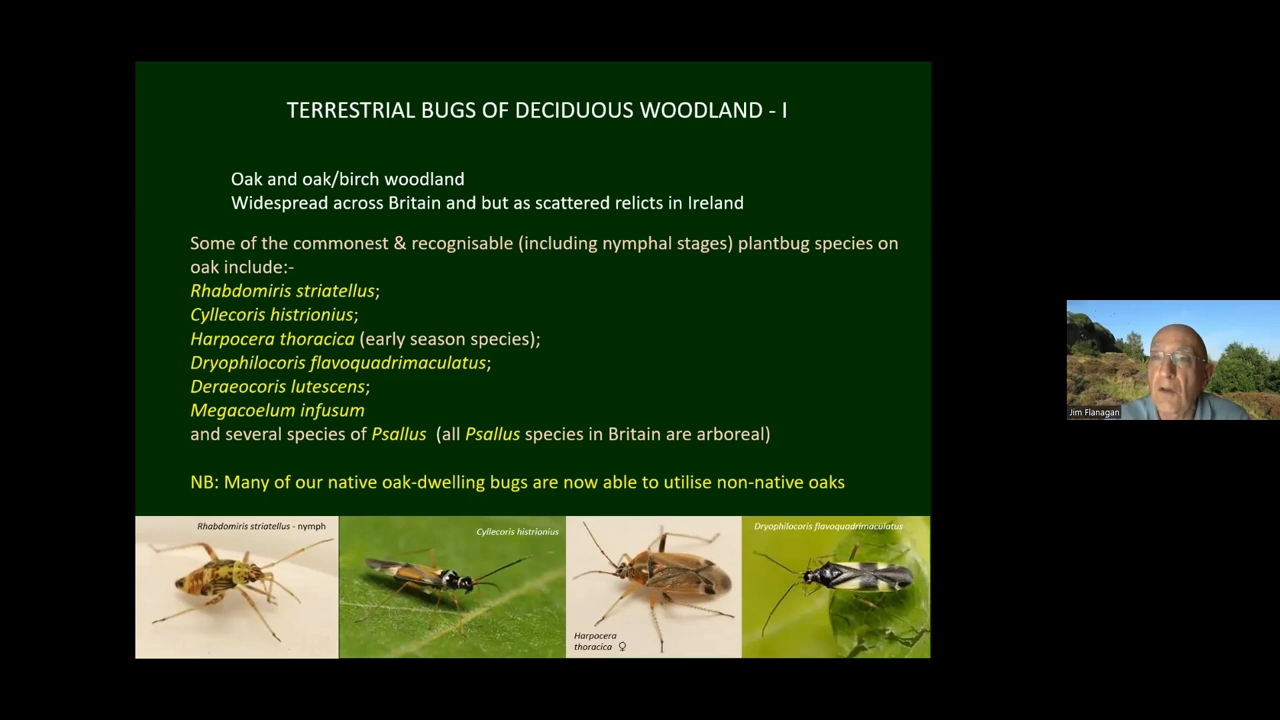 TERRESTRIAL BUGS OF DECIDUOUS WOODLAND - I
Oak and oak/birch woodland
Widespread across Britain and but as scattered relicts in Ireland
Some of the commonest & recognisable (including nymphal stages) plantbug species on
oak include:-
Rhabdomiris striatellus;
Cyllecoris histrionius;
Harpocera thoracica (early season species);
Dryophilocoris flavoquadrimaculatus;
Deraeocoris lutescens;
Megacoelum infusum
and several species of Psallus (all Psallus species in Britain are arboreal)
NB: Many of our native oak-dwelling bugs are now able to utilise non-native oaks
Rhabdomiris striatellus - nymph
Cyllecoris histrionius
Harpocera
thoracica ♀
Dryophilocoris flavoquadrimaculatus
Jim Flanagan